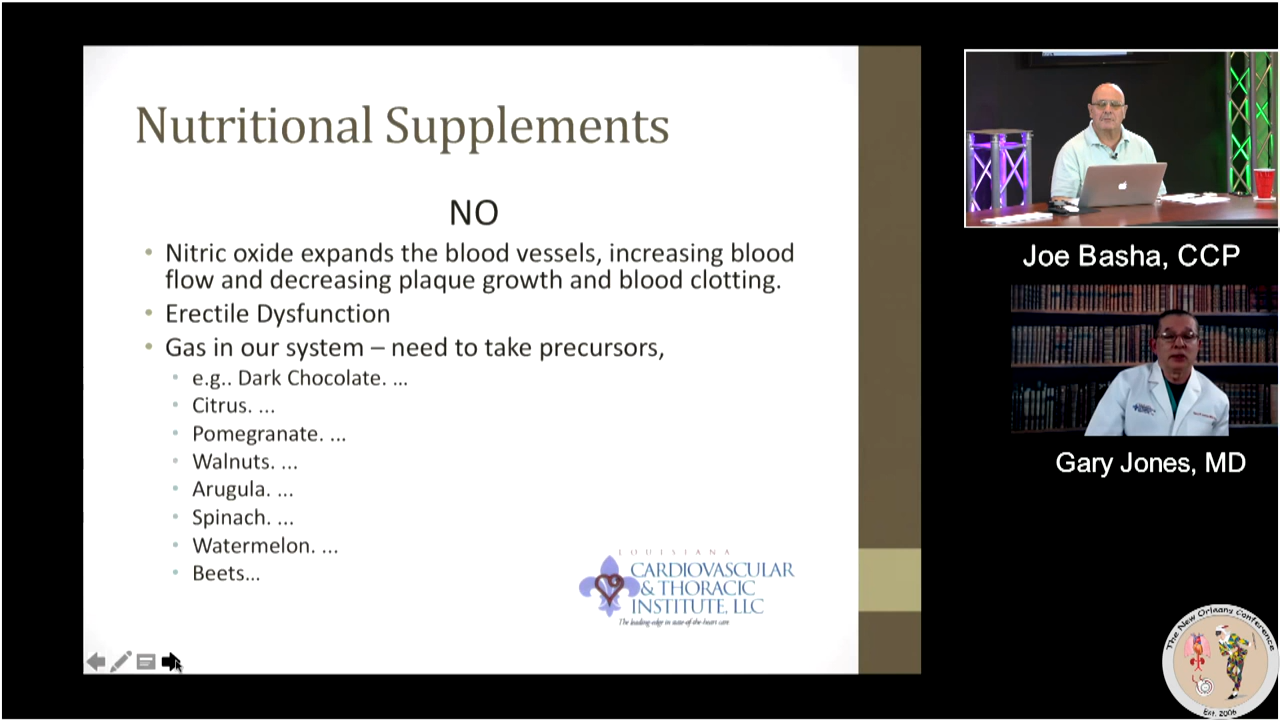 Nutritional Supplements
NO
• Nitric oxide expands the blood vessels, increasing blood
flow and decreasing plaque growth and blood clotting.
• Erectile Dysfunction
• Gas in our system – need to take precursors,
• e.g.. Dark Chocolate. ...
• Citrus. ...
• Pomegranate. ...
• Walnuts. ...
• Arugula. ...
• Spinach. ...
• Watermelon. ...
• Beets...
LOUISIANA
CARDIOVASCULAR
& THORACIC
INSTITUTE, LLC
The leading edge in state-of-the-heart care
Joe Basha, CCP
Gary Jones, MD
The New Orlaany Conference
Est. 2006